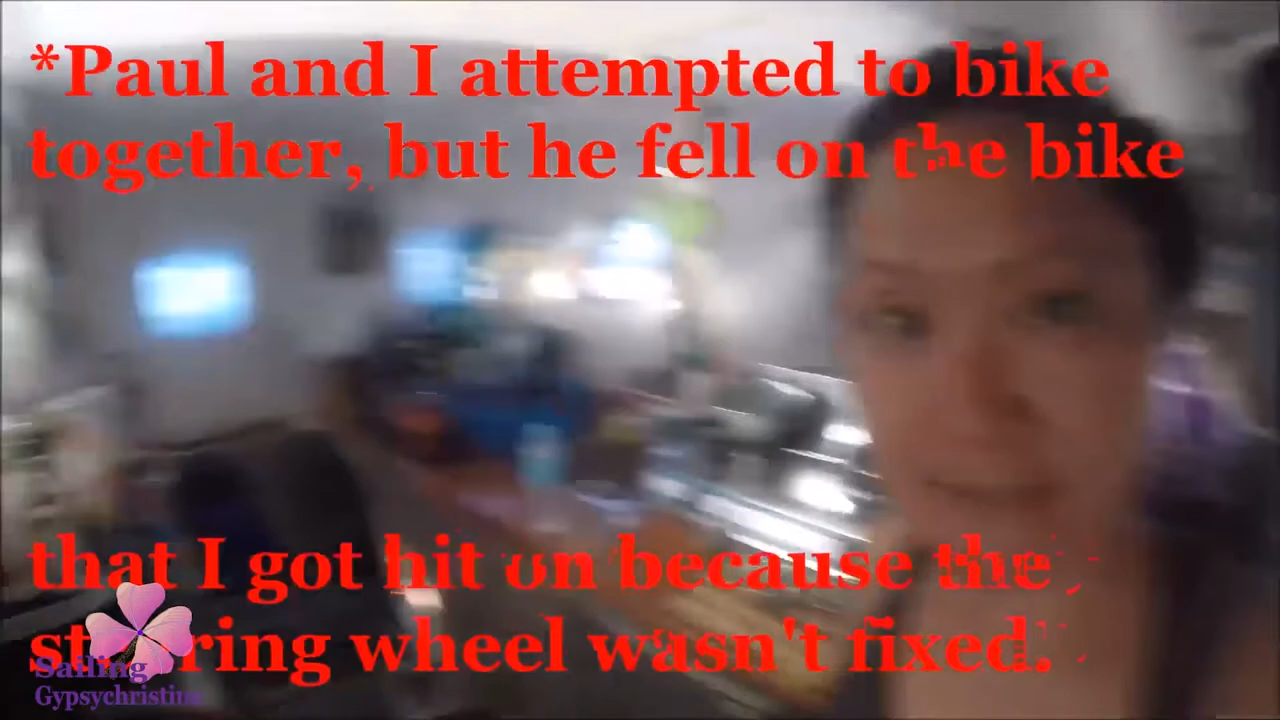 *Paul and I attempted to bike
together, but he fell on the bike
that I got hit on because the
steering wheel wasn't fixed.
Sailing